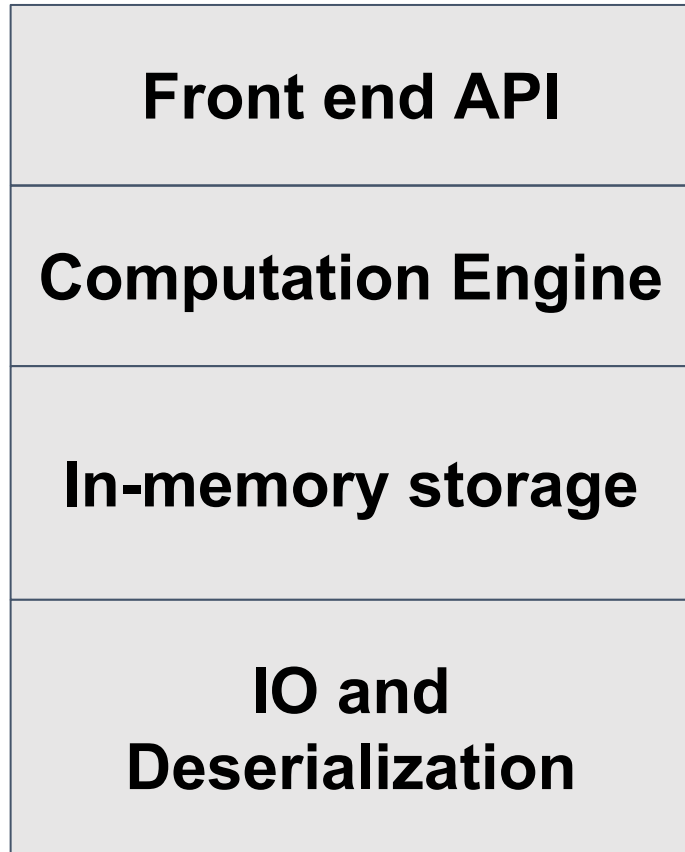 Front end API
Computation Engine
In-memory storage
IO and
Deserialization